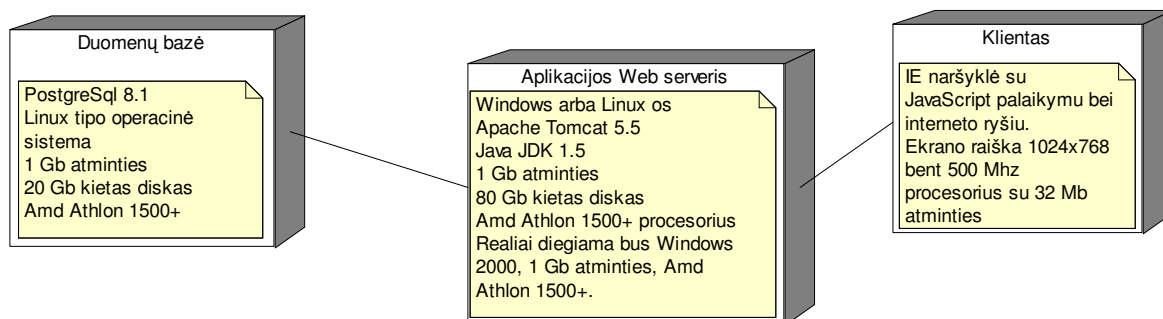 Duomenų bazė
PostgreSql 8.1
Linux tipo operacinė
sistema
1 Gb atminties
20 Gb kietas diskas
Amd Athlon 1500+
Aplikacijos Web serveris
Windows arba Linux os
Apache Tomcat 5.5
Java JDK 1.5
1 Gb atminties
80 Gb kietas diskas
Amd Athlon 1500+ procesorius
Realiai diegiama bus Windows
2000, 1 Gb atminties, Amd
Athlon 1500+.
Klientas
IE naršyklė su
JavaScript palaikymu bei
interneto ryšiu.
Ekrano raiška 1024x768
bent 500 Mhz
procesorius su 32 Mb
atminties